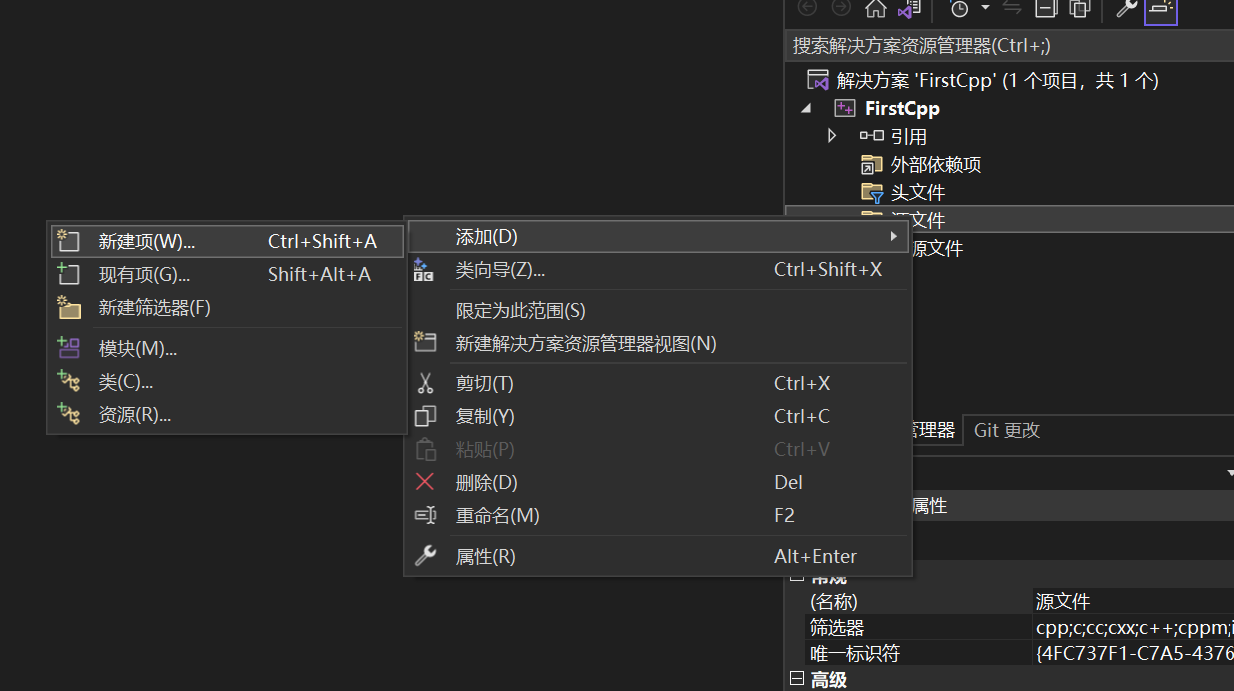 搜索解决方案资源管理器(Ctrl+;)
解决方案 'FirstCpp' (1 个项目，共 1 个)
FirstCpp
引用
外部依赖项
头文件
源文件
源文件
新建项(W)... Ctrl+Shift+A
现有项(G)... Shift+Alt+A
新建筛选器(F)
模块(M)...
类(C)...
资源(R)...
添加(D)
类向导(Z)... Ctrl+Shift+X
限定为此范围(S)
新建解决方案资源管理器视图(N)
剪切(T) Ctrl+X
复制(Y) Ctrl+C
粘贴(P) Ctrl+V
删除(D) Del
重命名(M) F2
属性(R) Alt+Enter
管理器 Git 更改
属性
常规
(名称) 源文件
筛选器 cpp;c;cc;cxx;c++;cppm;i
唯一标识符 {4FC737F1-C7A5-4376
高级